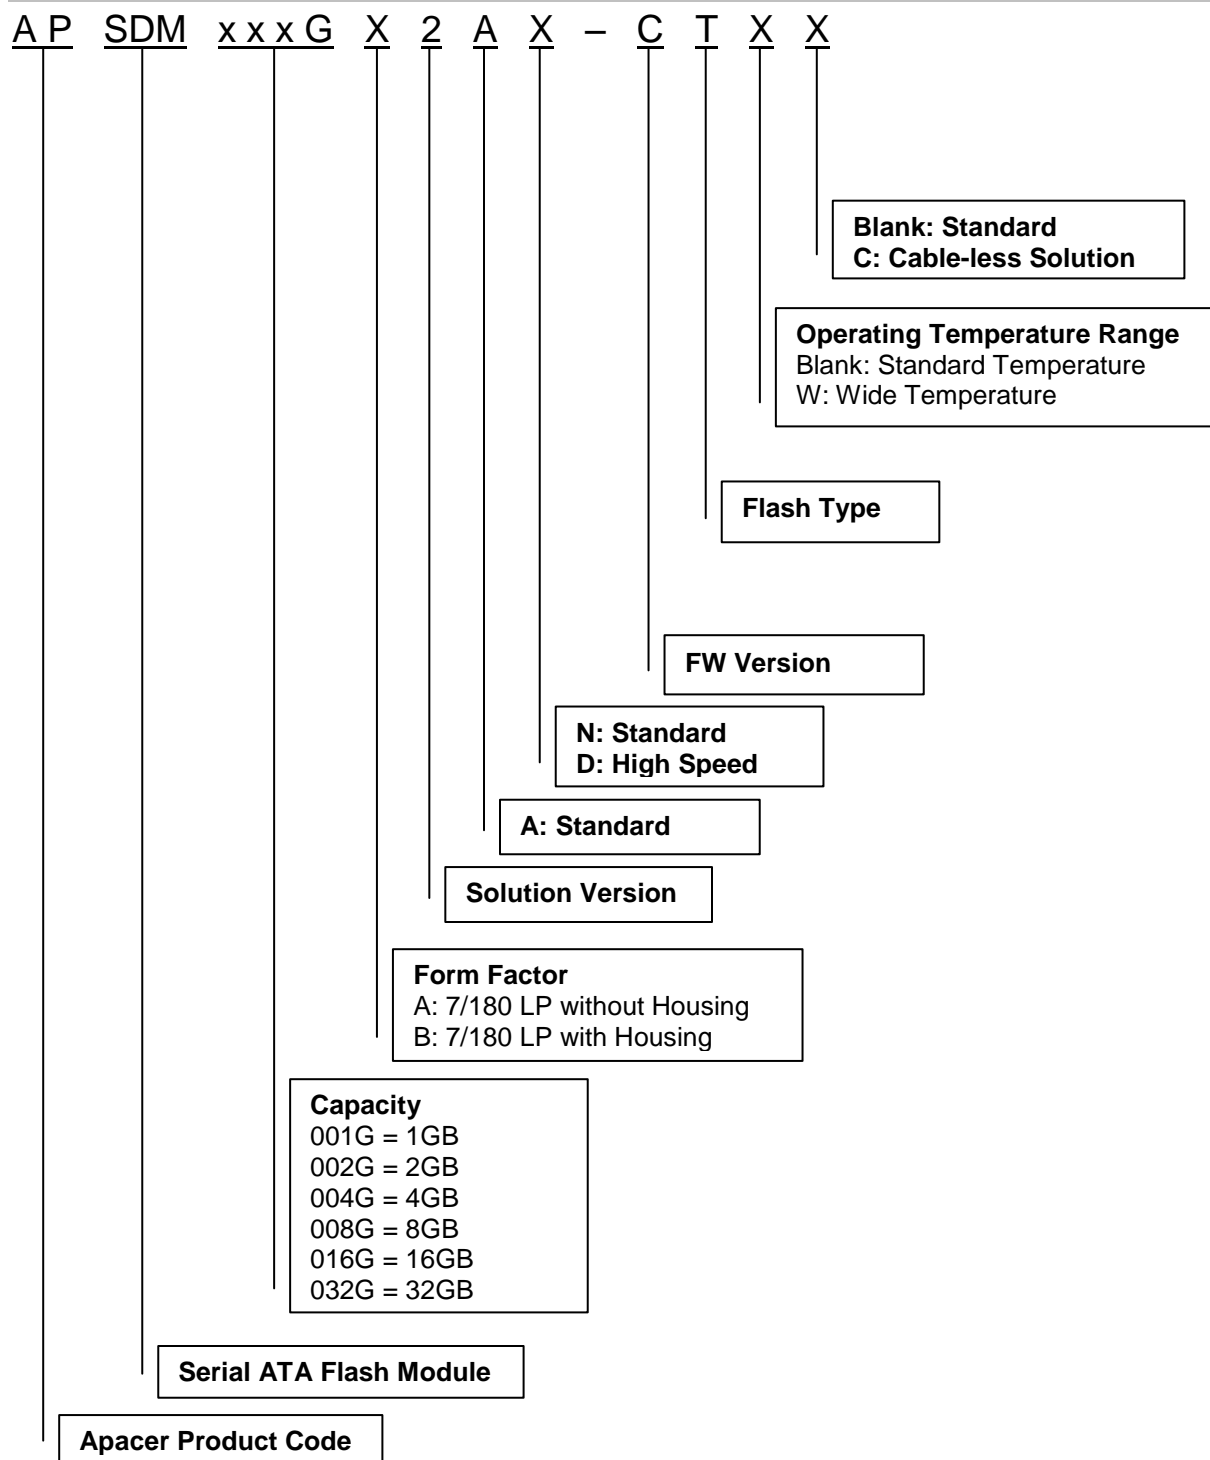 A P SDM x x x G X 2 A X – C T X X
Blank: Standard
C: Cable-less Solution
Operating Temperature Range
Blank: Standard Temperature
W: Wide Temperature
Flash Type
FW Version
N: Standard
D: High Speed
A: Standard
Solution Version
Form Factor
A: 7/180 LP without Housing
B: 7/180 LP with Housing
Capacity
001G = 1GB
002G = 2GB
004G = 4GB
008G = 8GB
016G = 16GB
032G = 32GB
Serial ATA Flash Module
Apacer Product Code